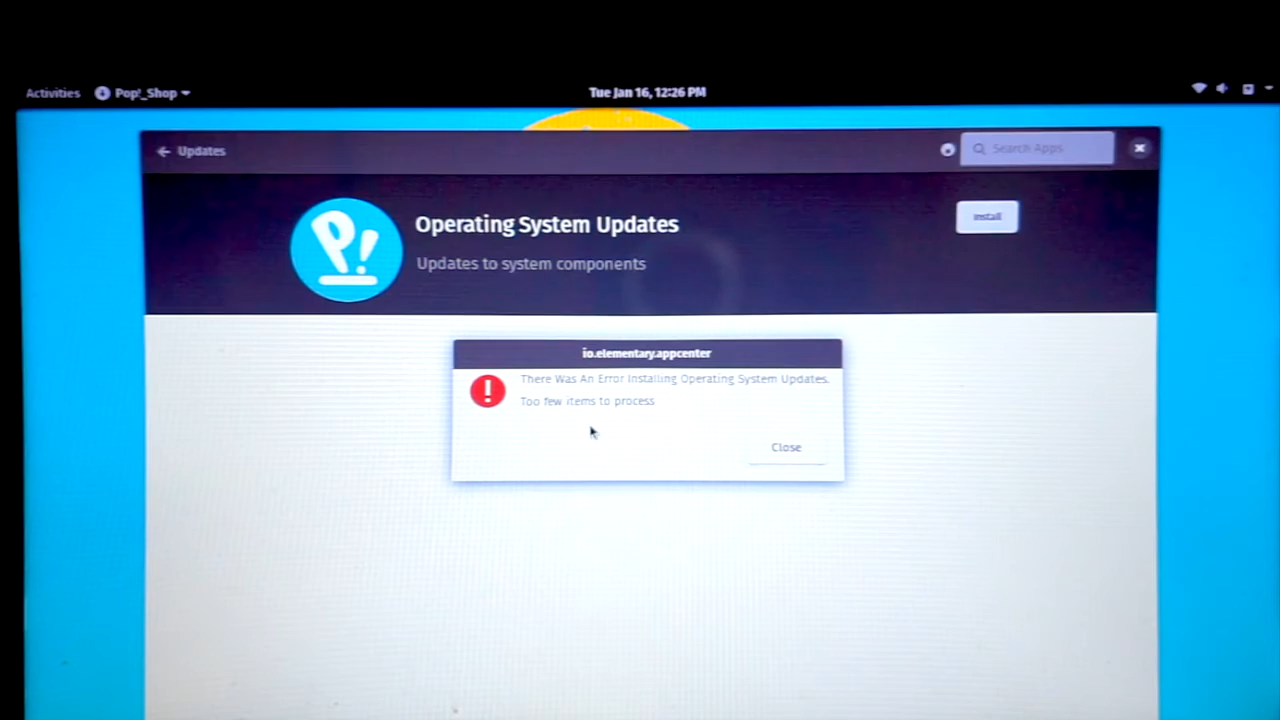 Activities Pop!_Shop Tue Jan 16, 12:26 PM
Updates Search Apps
Operating System Updates
Install
Updates to system components
io.elementary.appcenter
There Was An Error Installing Operating System Updates.
Too few items to process
Close